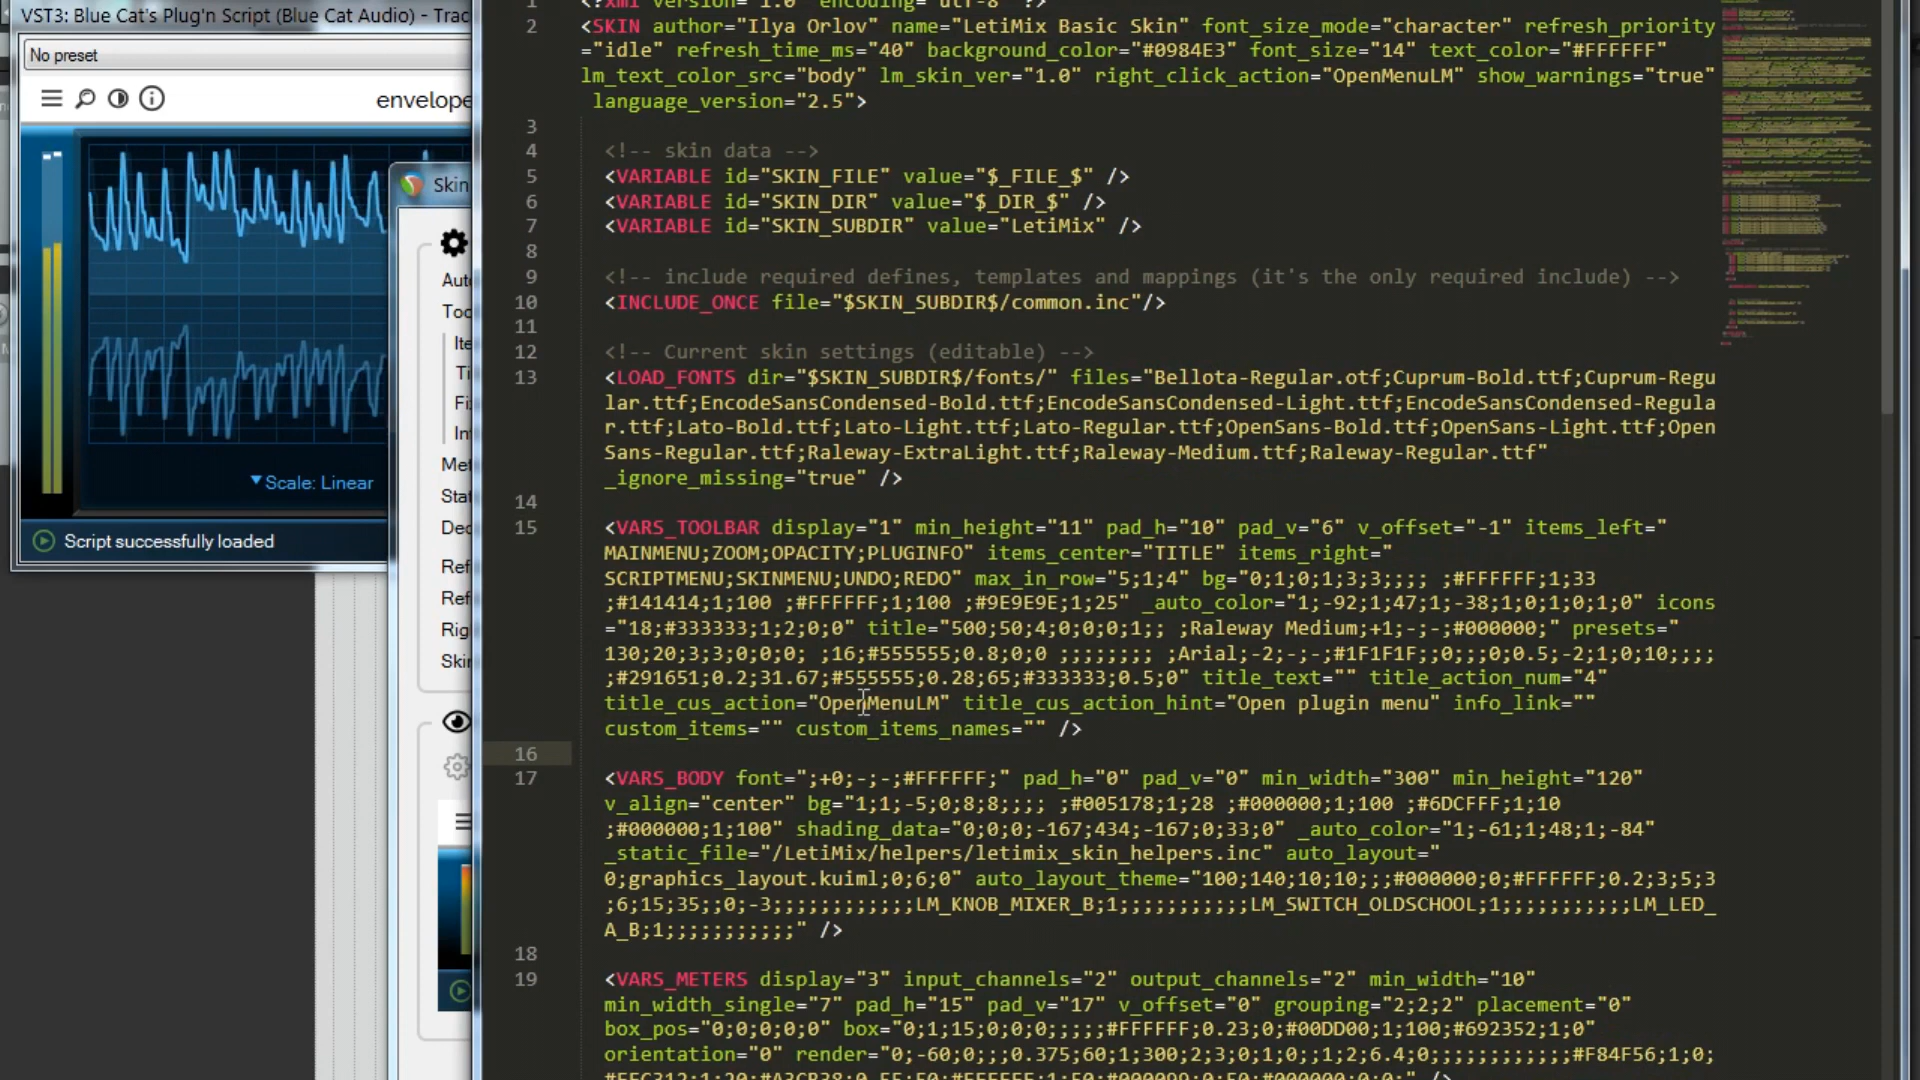 VST3: Blue Cat's Plug'n Script (Blue Cat Audio) - Trac
No preset
envelope
Scale: Linear
Script successfully loaded
Skin
Ref
Ref
1 <?xml version="1.0" encoding="utf-8" ?>
2 <SKIN author="Ilya Orlov" name="LetiMix Basic Skin" font_size_mode="character" refresh_priority
="idle" refresh_time_ms="40" background_color="#0984E3" font_size="14" text_color="#FFFFFF"
lm_text_color_src="body" lm_skin_ver="1.0" right_click_action="OpenMenuLM" show_warnings="true"
language_version="2.5">
3
4 <!-- skin data -->
5 <VARIABLE id="SKIN_FILE" value="$_FILE_$" />
6 <VARIABLE id="SKIN_DIR" value="$_DIR_$" />
7 <VARIABLE id="SKIN_SUBDIR" value="LetiMix" />
8
9 <!-- include required defines, templates and mappings (it's the only required include) -->
10 <INCLUDE_ONCE file="$SKIN_SUBDIR$/common.inc"/>
11
12 <!-- Current skin settings (editable) -->
13 <LOAD_FONTS dir="$SKIN_SUBDIR$/fonts/" files="Bellota-Regular.otf;Cuprum-Bold.ttf;Cuprum-Regu
lar.ttf;EncodeSansCondensed-Bold.ttf;EncodeSansCondensed-Light.ttf;EncodeSansCondensed-Regula
r.ttf;Lato-Bold.ttf;Lato-Light.ttf;Lato-Regular.ttf;OpenSans-Bold.ttf;OpenSans-Light.ttf;Open
Sans-Regular.ttf;Raleway-ExtraLight.ttf;Raleway-Medium.ttf;Raleway-Regular.ttf"
_ignore_missing="true" />
14
15 <VARS_TOOLBAR display="1" min_height="11" pad_h="10" pad_v="6" v_offset="-1" items_left="
MAINMENU;ZOOM;OPACITY;PLUGINFO" items_center="TITLE" items_right="
SCRIPTMENU;SKINMENU;UNDO;REDO" max_in_row="5;1;4" bg="0;1;0;1;3;3;;;; ;#FFFFFF;1;33
;#141414;1;100 ;#FFFFFF;1;100 ;#9E9E9E;1;25" _auto_color="1;-92;1;47;1;-38;1;0;1;0;1;0" icons
="18;#333333;1;2;0;0" title="500;50;4;0;0;0;1;; ;Raleway Medium;+1;-;-;#000000;" presets="
130;20;3;3;0;0;0; ;16;#555555;0.8;0;0 ;;;;;;;; ;Arial;-2;-;-;#1F1F1F;;0;;;0;0.5;-2;1;0;10;;;;
;#291651;0.2;31.67;#555555;0.28;65;#333333;0.5;0" title_text="" title_action_num="4"
title_cus_action="OpenMenuLM" title_cus_action_hint="Open plugin menu" info_link=""
custom_items="" custom_items_names="" />
16
17 <VARS_BODY font=";+0;-;-;#FFFFFF;" pad_h="0" pad_v="0" min_width="300" min_height="120"
v_align="center" bg="1;1;-5;0;8;8;;;; ;#005178;1;28 ;#000000;1;100 ;#6DCFFF;1;10
;#000000;1;100" shading_data="0;0;0;-167;434;-167;0;33;0" _auto_color="1;-61;1;48;1;-84"
_static_file="/LetiMix/helpers/letimix_skin_helpers.inc" auto_layout="
0;graphics_layout.kuiml;0;6;0" auto_layout_theme="100;140;10;10;;;#000000;0;#FFFFFF;0.2;3;5;3
;6;15;35;;0;-3;;;;;;;;;;;;;LM_KNOB_MIXER_B;1;;;;;;;;;;;;LM_SWITCH_OLDSCHOOL;1;;;;;;;;;;;LM_LED_
A_B;1;;;;;;;;;;;" />
18
19 <VARS_METERS display="3" input_channels="2" output_channels="2" min_width="10"
min_width_single="7" pad_h="15" pad_v="17" v_offset="0" grouping="2;2;2" placement="0"
box_pos="0;0;0;0;0" box="0;1;15;0;0;0;;;;;#FFFFFF;0.23;0;#00DD00;1;100;#692352;1;0"
orientation="0" render="0;-60;0;;;0.375;60;1;300;2;3;0;1;0;;1;2;6.4;0;;;;;;;;;;;;#F84F56;1;0;